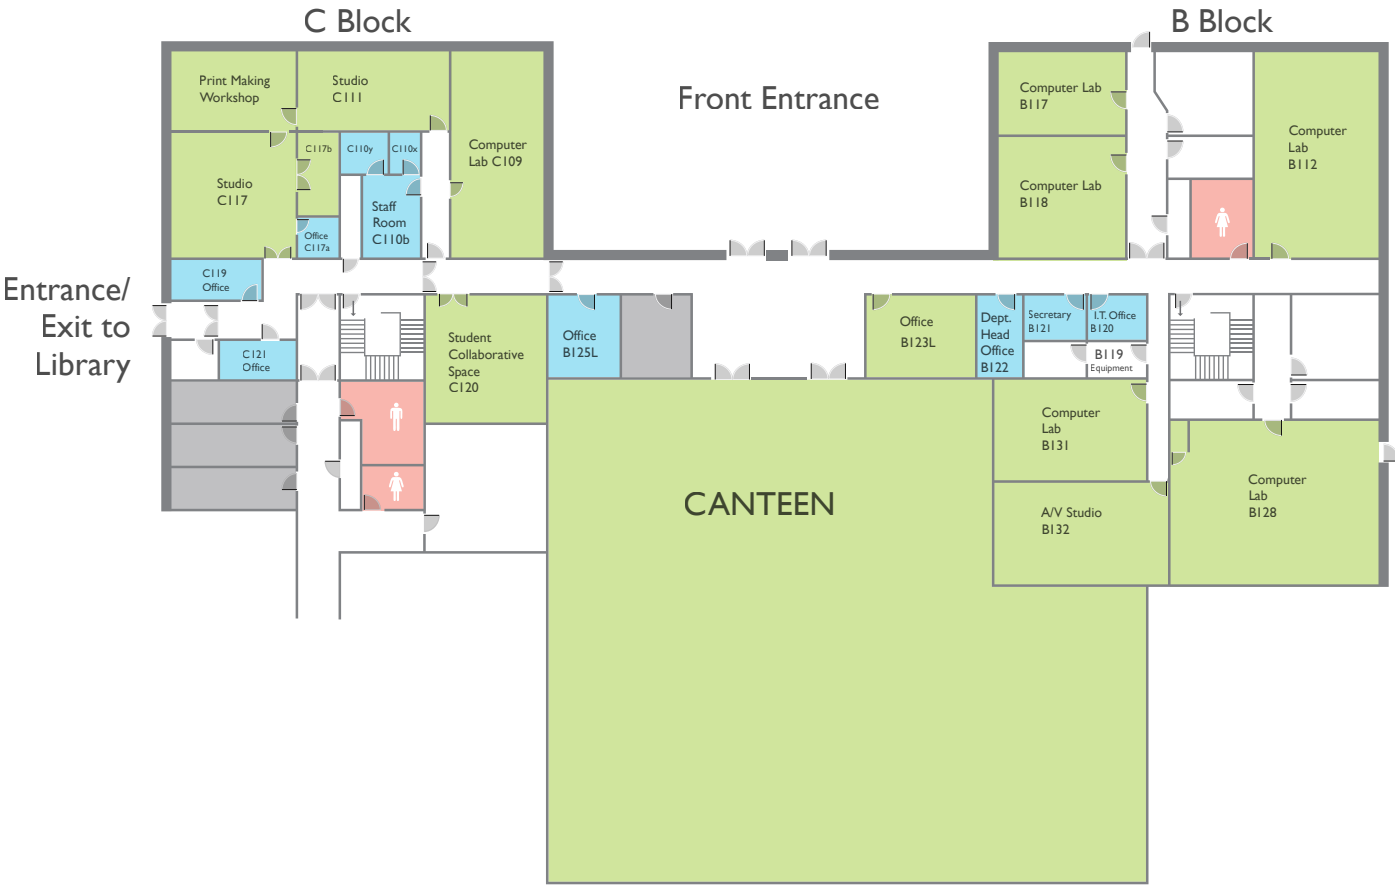 C Block
B Block
Front Entrance
Print Making
Workshop
Studio
C111
Computer
Lab C109
C117b
C110y
C110x
Studio
C117
Staff
Room
C110b
Office
C117a
C119
Office
Entrance/
Exit to
Library
C121
Office
Student
Collaborative
Space
C120
Office
B125L
Office
B123L
Dept.
Head
Office
B122
Secretary
B121
I.T. Office
B120
B119
Equipment
Computer Lab
B117
Computer Lab
B118
Computer
Lab
B112
Computer
Lab
B131
A/V Studio
B132
Computer
Lab
B128
CANTEEN